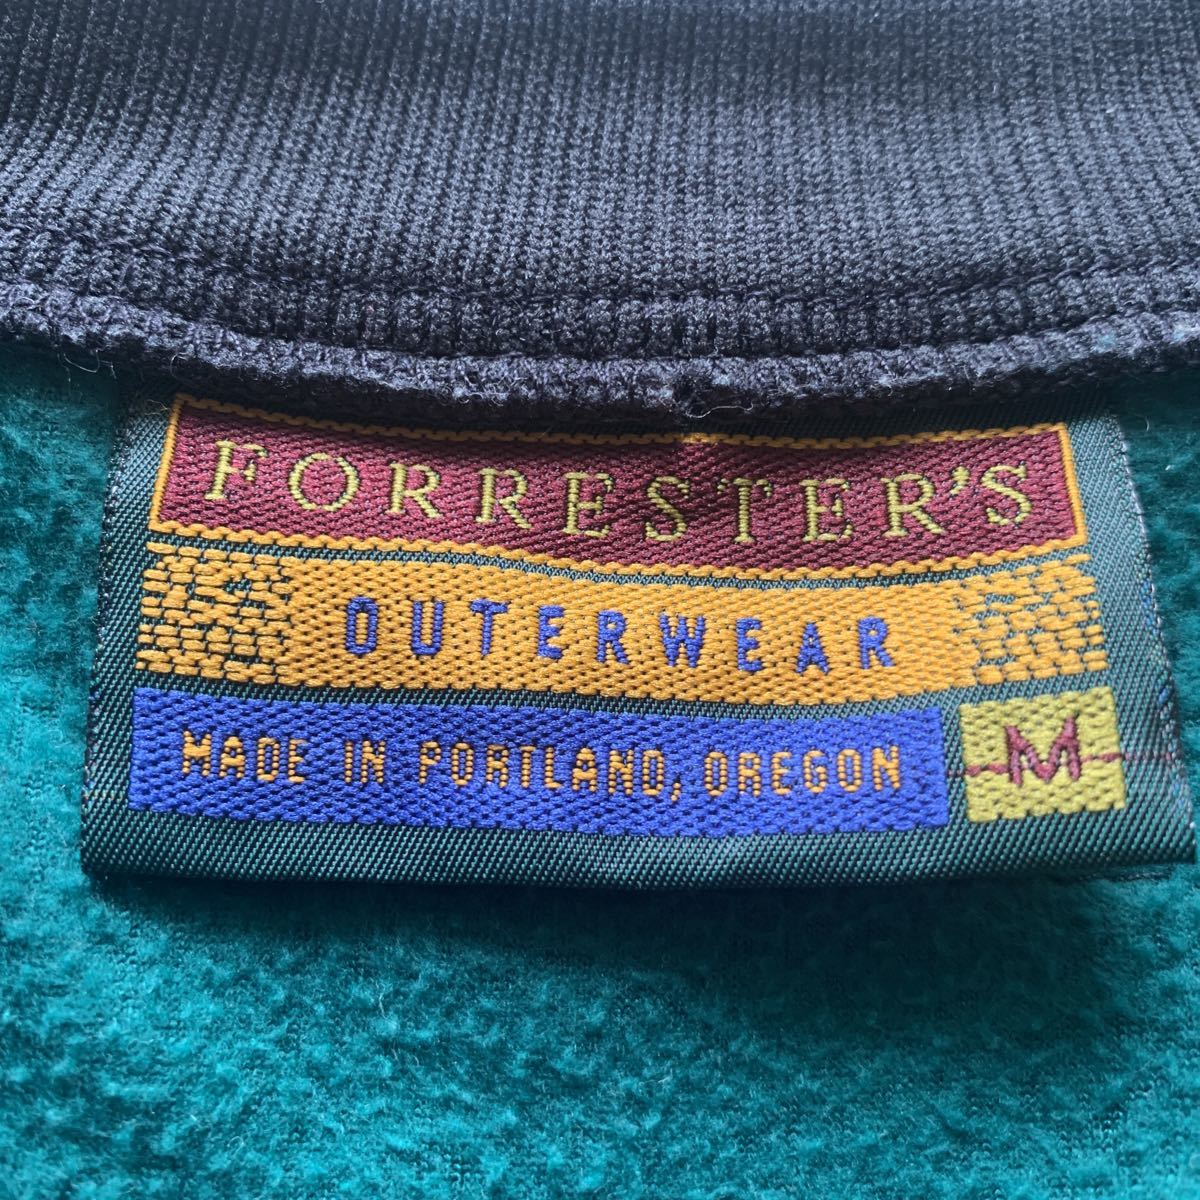 FORRESTER'S
OUTERWEAR
MADE IN PORTLAND, OREGON M